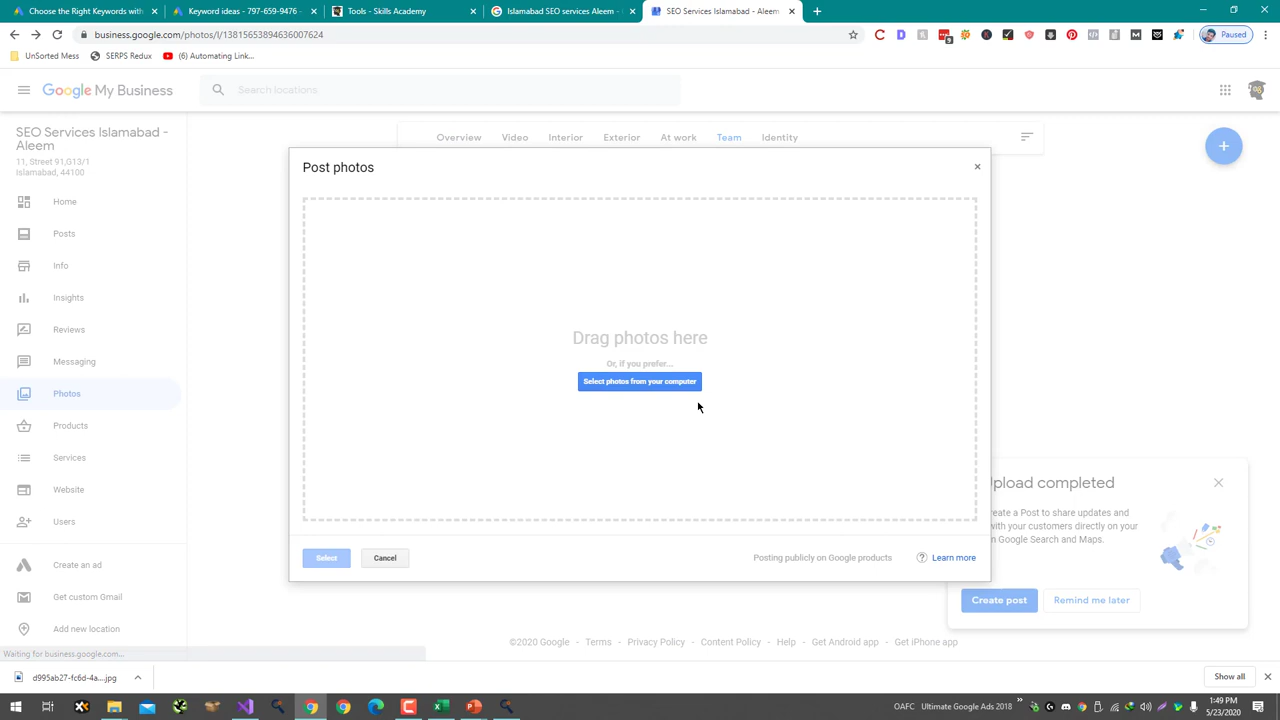 Choose the Right Keywords with
Keyword ideas - 797-659-9476 -
Tools - Skills Academy
Islamabad SEO services Aleem -
SEO Services Islamabad - Aleem
business.google.com/photos/l/13815653894636007624
Paused
UnSorted Mess
SERPS Redux
(6) Automating Link...
Google My Business
Search locations
SEO Services Islamabad -
Aleem
11, Street 91,G13/1
Islamabad, 44100
Home
Posts
Info
Insights
Reviews
Messaging
Photos
Products
Services
Website
Users
Create an ad
Get custom Gmail
Add new location
Overview
Video
Interior
Exterior
At work
Team
Identity
Post photos
Drag photos here
Or, if you prefer...
Select photos from your computer
Select
Cancel
Posting publicly on Google products
Learn more
pload completed
reate a Post to share updates and
with your customers directly on your
n Google Search and Maps.
Create post
Remind me later
©2020 Google - Terms - Privacy Policy - Content Policy - Help - Get Android app - Get iPhone app
Waiting for business.google.com...
d995ab27-fc6d-4a....jpg
Show all
OAFC
Ultimate Google Ads 2018
1:49 PM
5/23/2020